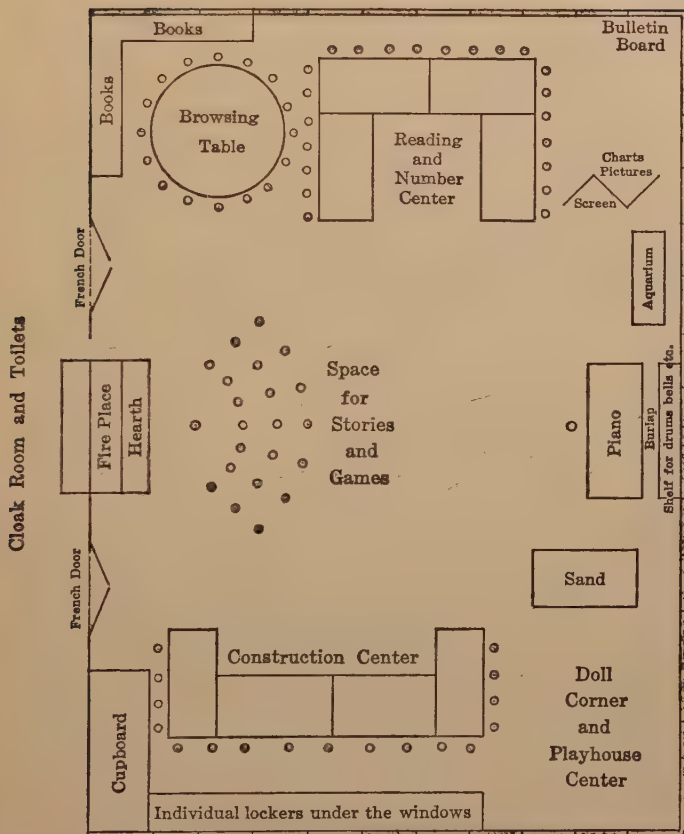 Books
Bulletin
Board
Books
Browsing
Table
Reading
and
Number
Center
Charts
Pictures
Screen
French Door
Aquarium
Cloak Room and Toilets
Fire Place
Hearth
Space
for
Stories
and
Games
Piano
Burlap
Shelf for drums bells etc.
French Door
Sand
Construction Center
Doll
Corner
and
Playhouse
Center
Cupboard
Individual lockers under the windows